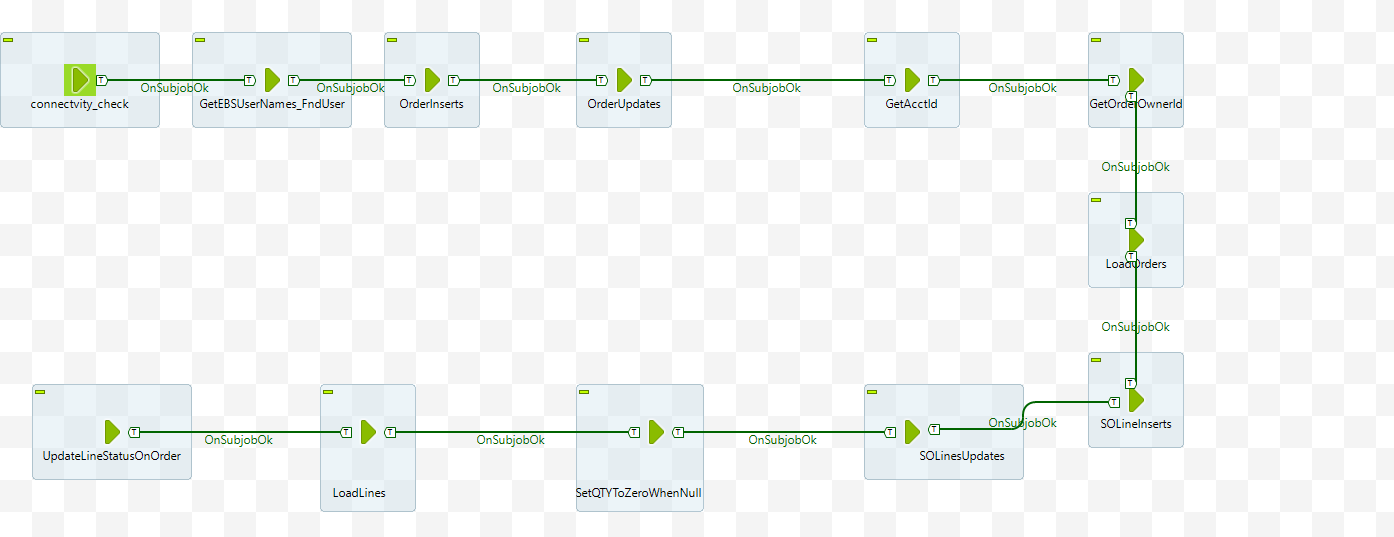 OnSubjobOk
OnSubjobOk
OnSubjobOk
OnSubjobOk
OnSubjobOk
connectvity_check
GetEBSUserNames_FndUser
OrderInserts
OrderUpdates
GetAcctId
GetOrderOwnerId
OnSubjobOk
LoadOrders
OnSubjobOk
OnSubjobOk
SOLineInserts
OnSubjobOk
OnSubjobOk
OnSubjobOk
UpdateLineStatusOnOrder
SOLinesUpdates
LoadLines
SetQTYToZeroWhenNull